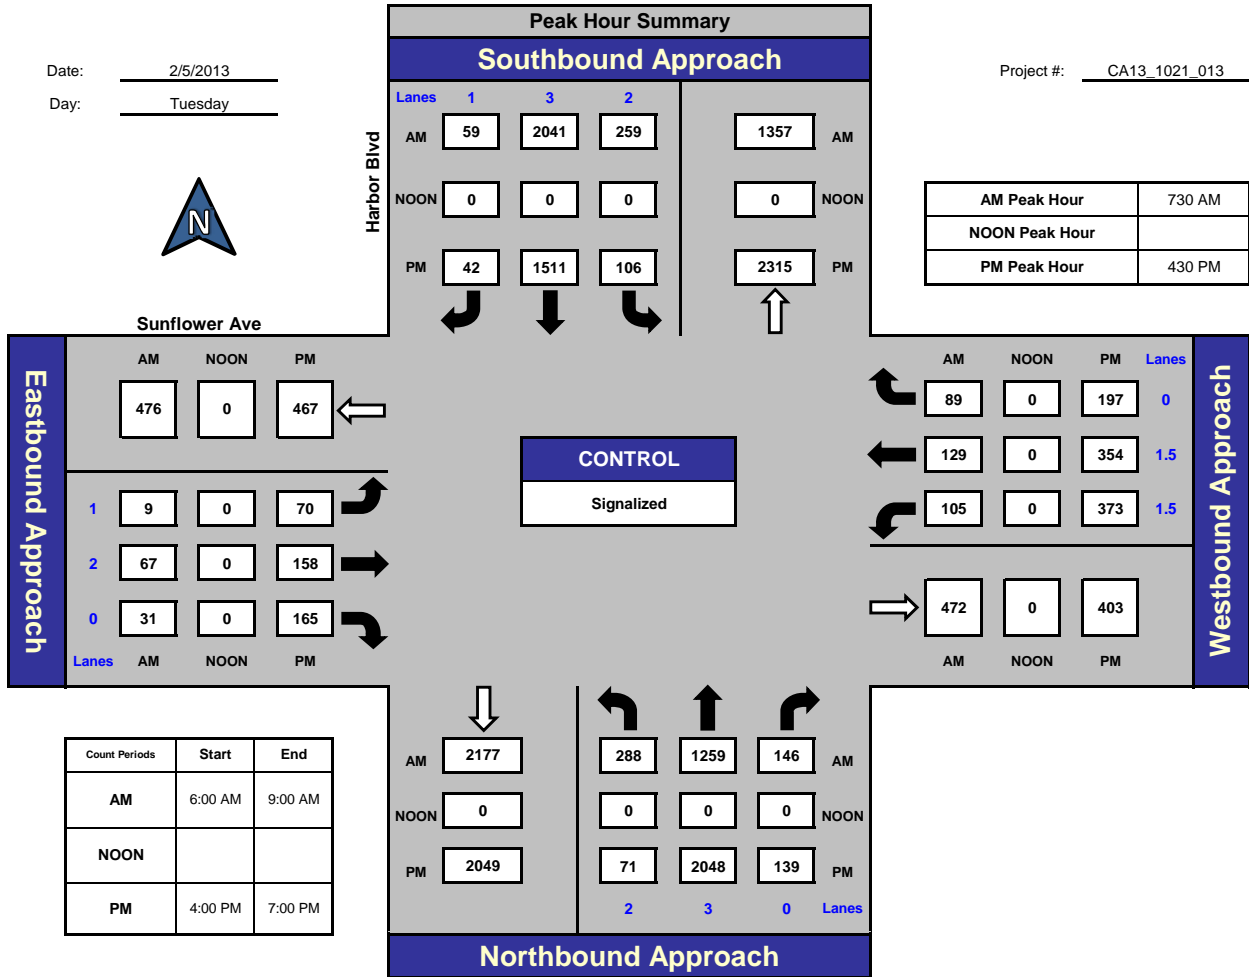 Peak Hour Summary
Southbound Approach
Date: 2/5/2013
Project #: CA13_1021_013
Day: Tuesday
Lanes 1 3 2
AM 59 2041 259 1357 AM
Harbor Blvd
NOON 0 0 0 0 NOON
PM 42 1511 106 2315 PM
N
AM Peak Hour 730 AM
NOON Peak Hour
PM Peak Hour 430 PM
Sunflower Ave
Eastbound Approach
AM NOON PM
476 0 467
1 9 0 70
2 67 0 158
0 31 0 165
Lanes AM NOON PM
CONTROL
Signalized
AM NOON PM Lanes
89 0 197 0
129 0 354 1.5
105 0 373 1.5
472 0 403
AM NOON PM
Westbound Approach
Count Periods Start End
AM 6:00 AM 9:00 AM
NOON
PM 4:00 PM 7:00 PM
AM 2177 288 1259 146 AM
NOON 0 0 0 0 NOON
PM 2049 71 2048 139 PM
2 3 0 Lanes
Northbound Approach